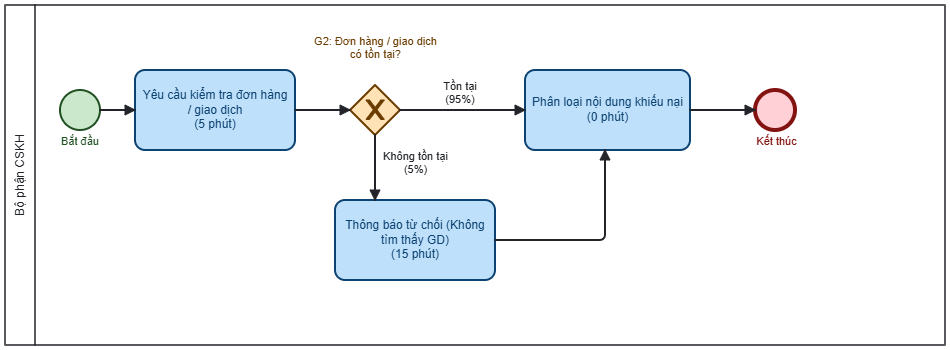 Bộ phận CSKH
G2: Đơn hàng / giao dịch
có tồn tại?
Bắt đầu
Yêu cầu kiểm tra đơn hàng
/ giao dịch
(5 phút)
X
Tồn tại
(95%)
Phân loại nội dung khiếu nại
(0 phút)
Kết thúc
Không tồn tại
(5%)
Thông báo từ chối (Không
tìm thấy GD)
(15 phút)